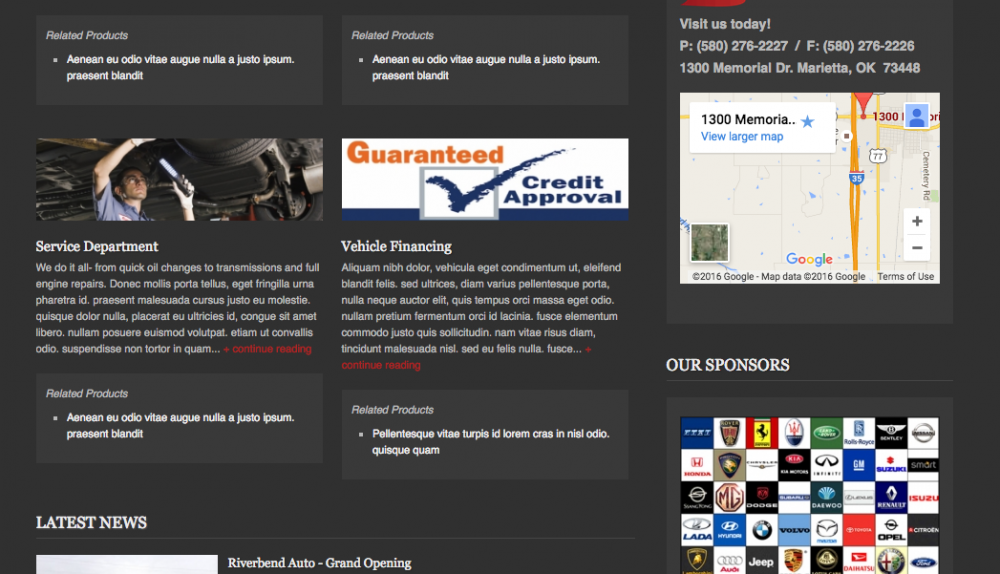 Related Products
Aenean eu odio vitae augue nulla a justo ipsum.
praesent blandit
Related Products
Aenean eu odio vitae augue nulla a justo ipsum.
praesent blandit
Guaranteed
Credit
Approval
Service Department
We do it all- from quick oil changes to transmissions and full
engine repairs. Donec mollis porta tellus, eget fringilla urna
pharetra id. praesent malesuada cursus justo eu molestie.
quisque dolor nulla, placerat eu ultricies id, congue sit amet
libero. nullam posuere euismod volutpat. etiam ut convallis
odio. suspendisse non tortor in quam... + continue reading
Vehicle Financing
Aliquam nibh dolor, vehicula eget condimentum ut, eleifend
blandit felis. sed ultrices, diam varius pellentesque porta,
nulla neque auctor elit, quis tempus orci massa eget odio.
nullam pretium fermentum orci id lacinia. fusce elementum
commodo justo quis sollicitudin. nam vitae risus diam,
tincidunt malesuada nisl. sed eu felis nulla. fusce... +
continue reading
Related Products
Aenean eu odio vitae augue nulla a justo ipsum.
praesent blandit
Related Products
Pellentesque vitae turpis id lorem cras in nisl odio.
quisque quam
LATEST NEWS
Riverbend Auto - Grand Opening
Visit us today!
P: (580) 276-2227 / F: (580) 276-2226
1300 Memorial Dr. Marietta, OK 73448
1300 Memoria..
View larger map
1300
77
35
Cemetery Rd
+
−
Google
©2016 Google - Map data ©2016 Google
Terms of Use
OUR SPONSORS
ROVER
Rolls-Royce
BENTLEY
HONDA
CHRYSLER
KIA MOTORS
INFINITI
GM
SUZUKI
smart
SSANGYONG
MG
DODGE
SUBARU
DAEWOO
LEXUS
RENAULT
ISUZU
LADA
HYUNDAI
VOLVO
mazda
TOYOTA
OPEL
CITROËN
Audi
Jeep
DAIHATSU
Ford